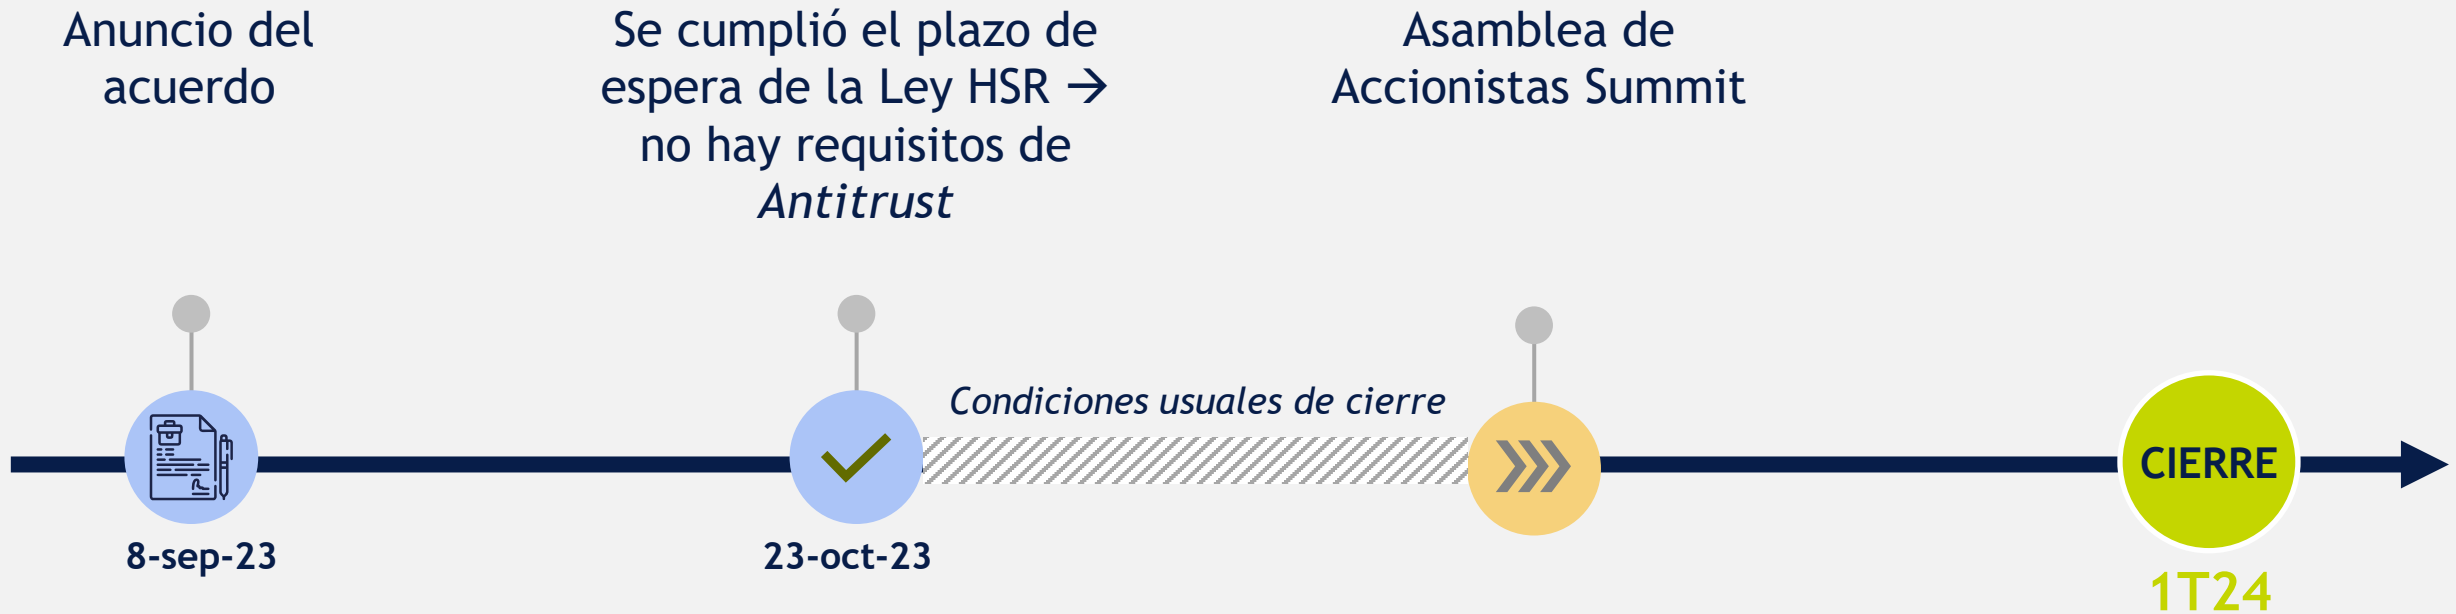 Anuncio del
acuerdo
Se cumplió el plazo de
espera de la Ley HSR →
no hay requisitos de
Antitrust
Asamblea de
Accionistas Summit
Condiciones usuales de cierre
CIERRE
8-sep-23
23-oct-23
1T24